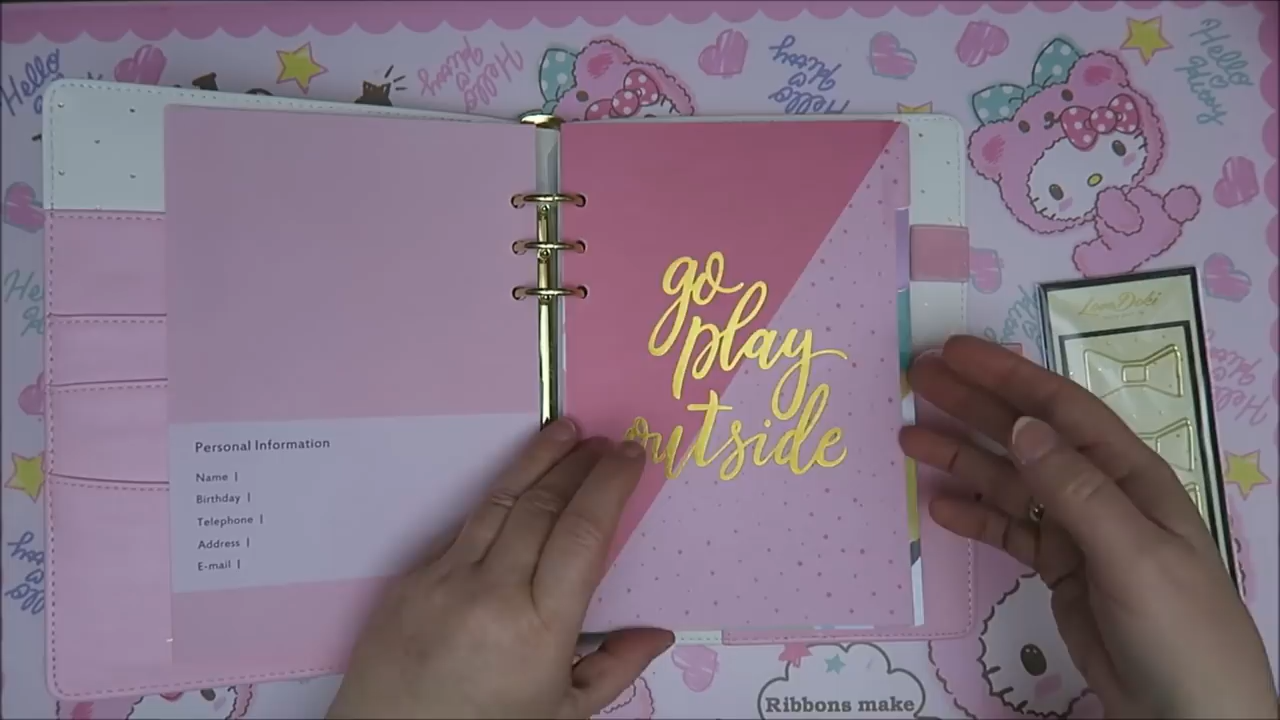 Hello
Kitty
Hello
Kitty
Hello
Kitty
Hello
Kitty
LoveDoki
go
play
outside
Personal Information
Name |
Birthday |
Telephone |
Address |
E-mail |
Ribbons make